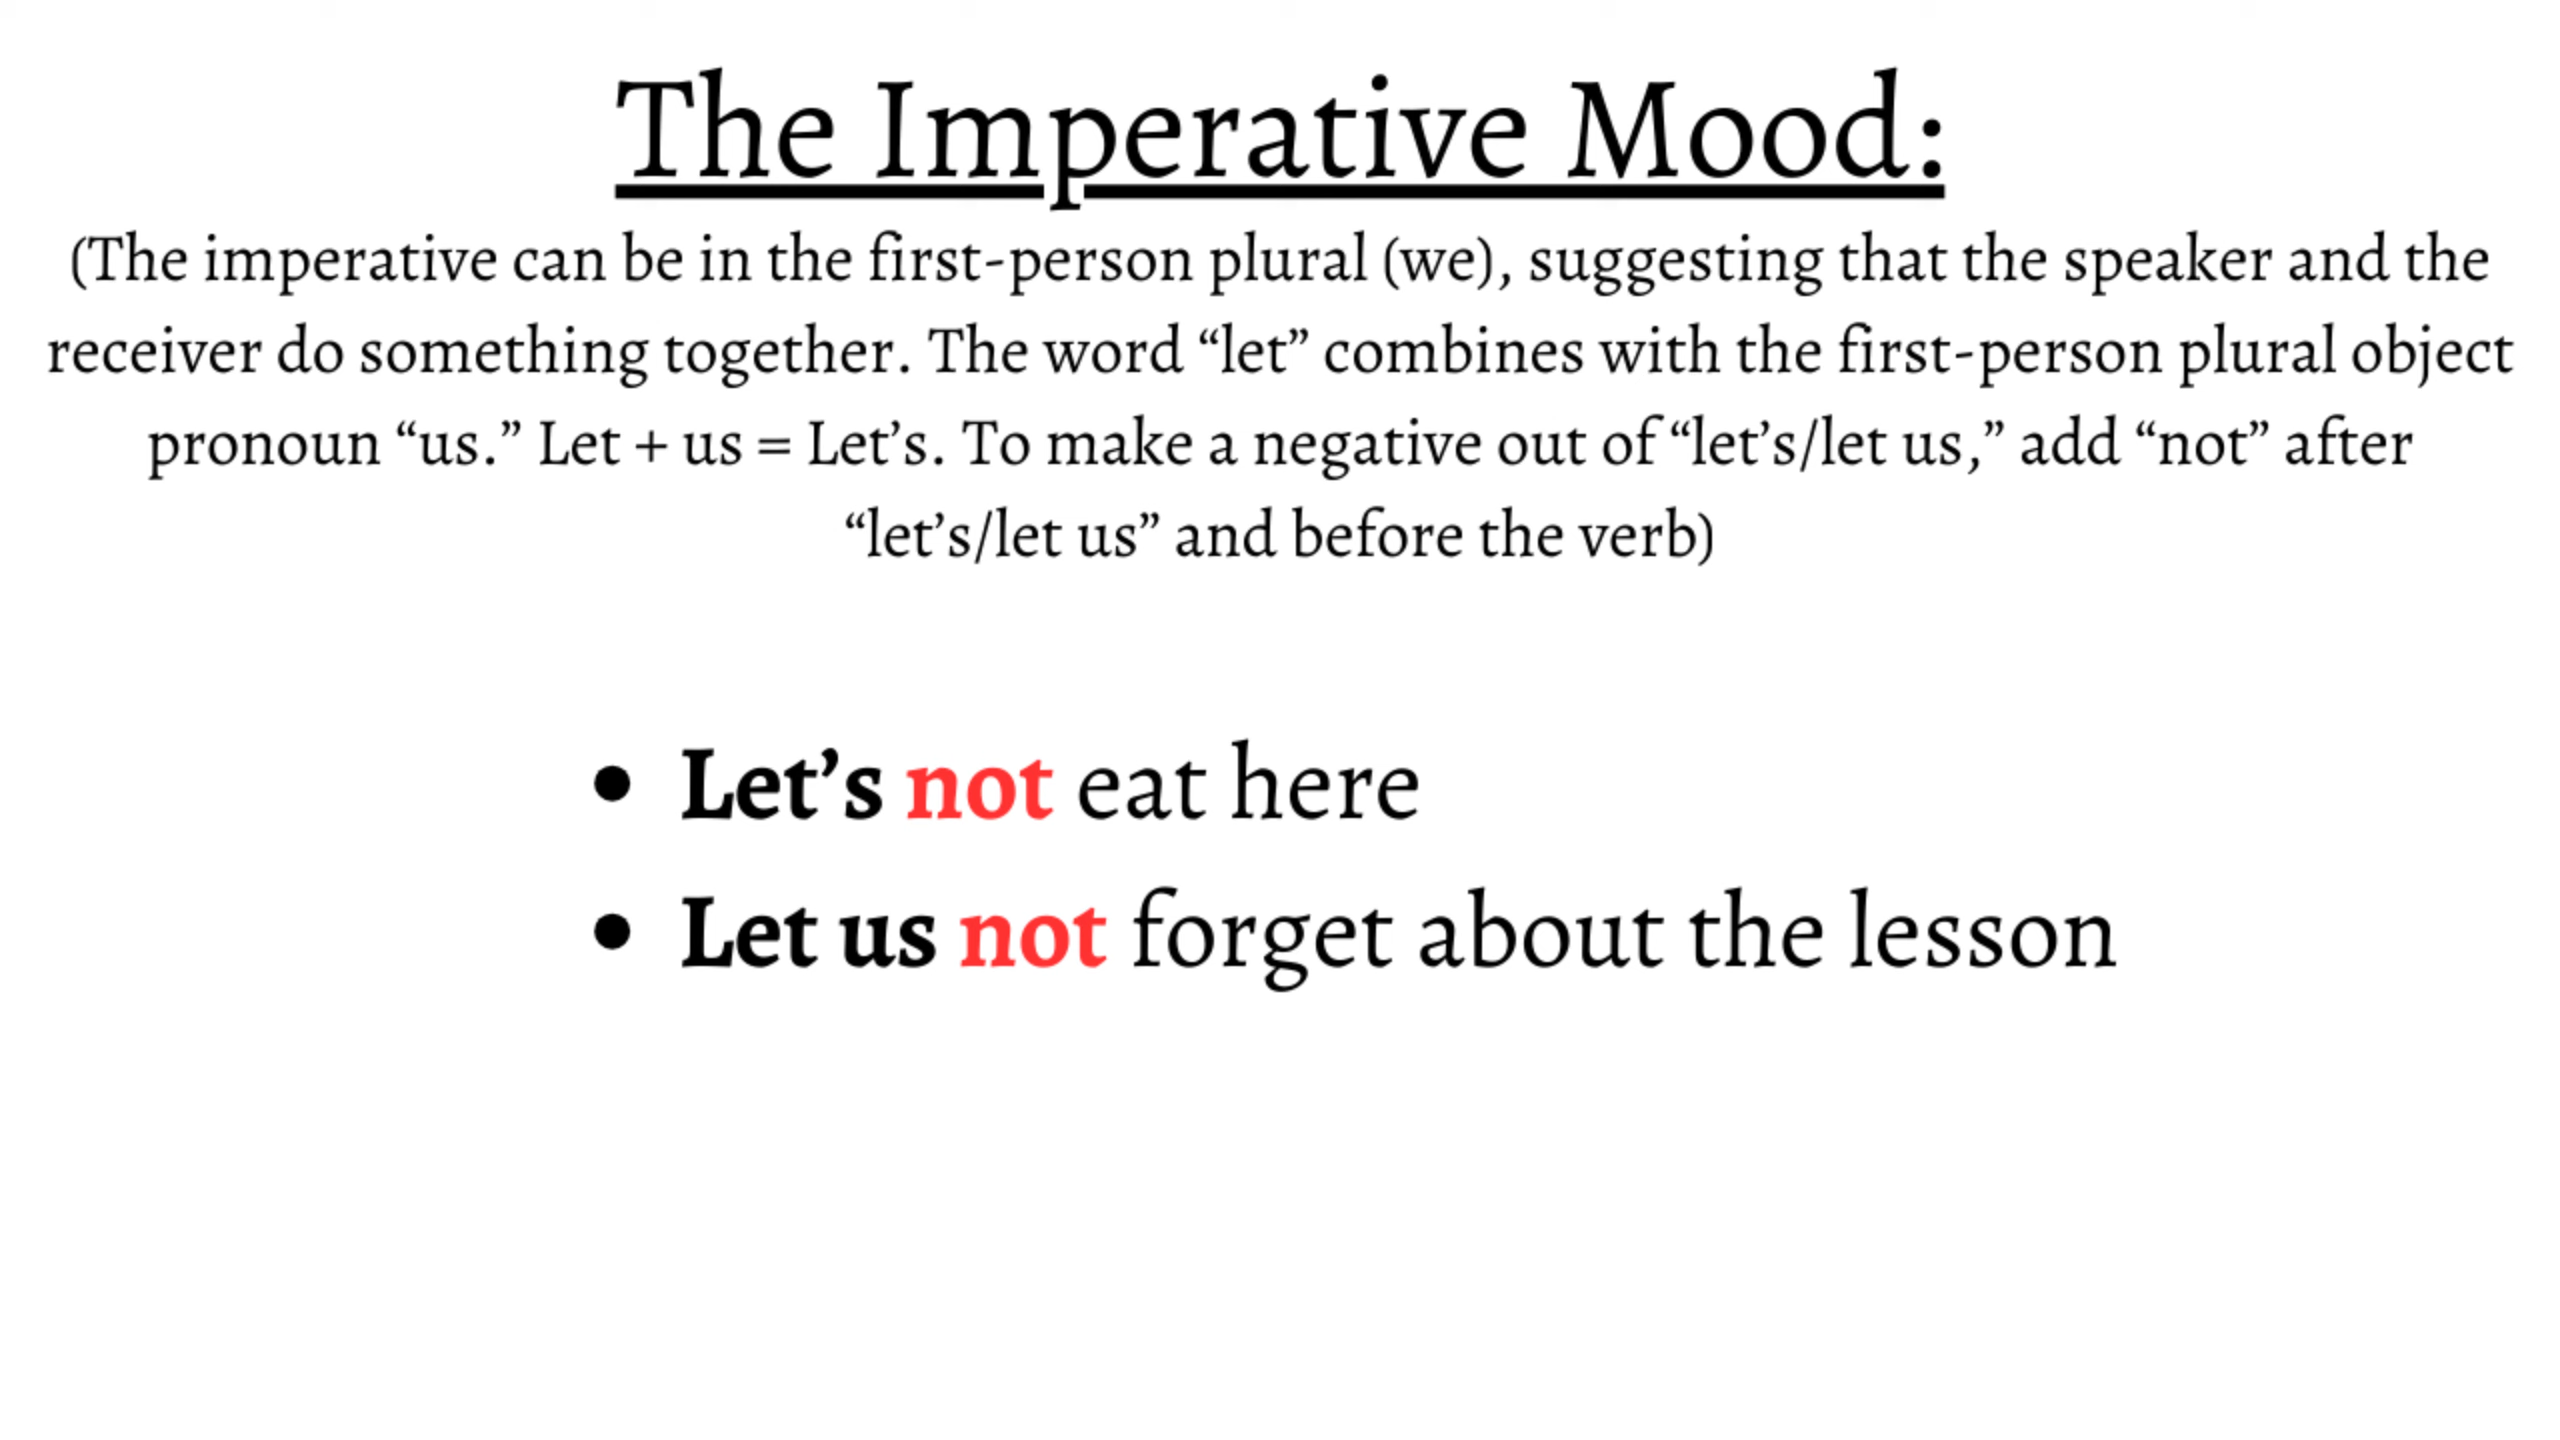 The Imperative Mood:
(The imperative can be in the first-person plural (we), suggesting that the speaker and the
receiver do something together. The word “let” combines with the first-person plural object
pronoun “us.” Let + us = Let’s. To make a negative out of “let’s/let us,” add “not” after
“let’s/let us” and before the verb)
• Let’s not eat here
• Let us not forget about the lesson